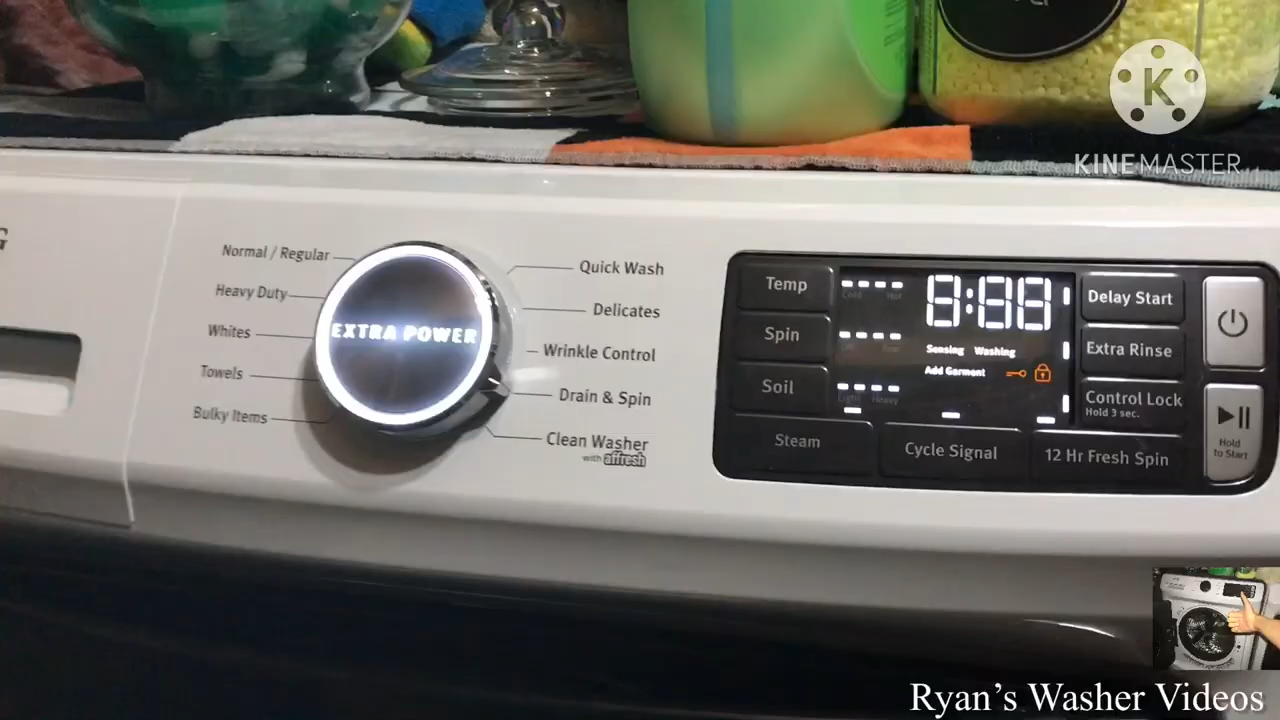 K
KINEMASTER
G
Normal / Regular
Heavy Duty
Whites
Towels
Bulky Items
EXTRA POWER
Quick Wash
Delicates
Wrinkle Control
Drain & Spin
Clean Washer
with affresh
Temp
Spin
Soil
Steam
Cold Hot
8:88
Sensing Washing
Add Garment
Light Heavy
Cycle Signal
12 Hr Fresh Spin
Delay Start
Extra Rinse
Control Lock
Hold 3 sec.
Hold
to Start
Ryan's Washer Videos